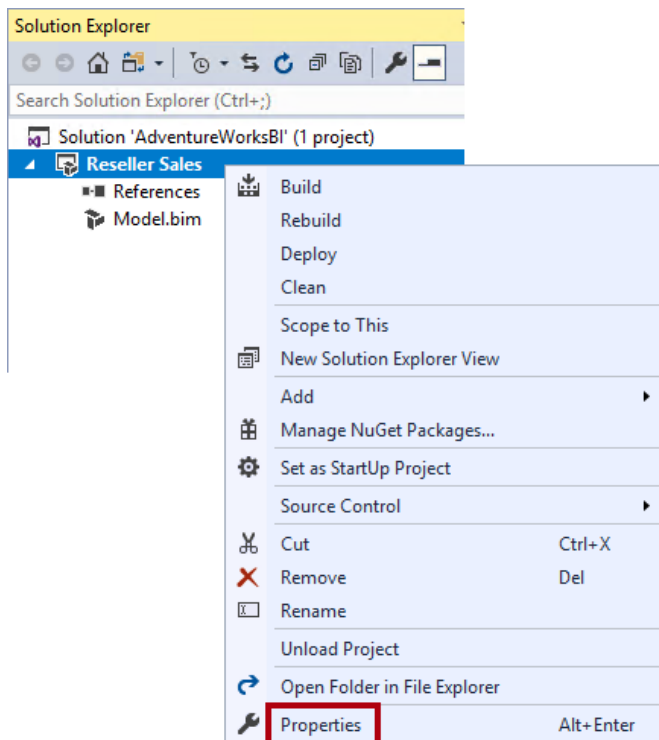 Solution Explorer
Search Solution Explorer (Ctrl+;)
Solution 'AdventureWorksBI' (1 project)
Reseller Sales
References
Model.bim
Build
Rebuild
Deploy
Clean
Scope to This
New Solution Explorer View
Add
Manage NuGet Packages...
Set as StartUp Project
Source Control
Cut Ctrl+X
Remove Del
Rename
Unload Project
Open Folder in File Explorer
Properties Alt+Enter